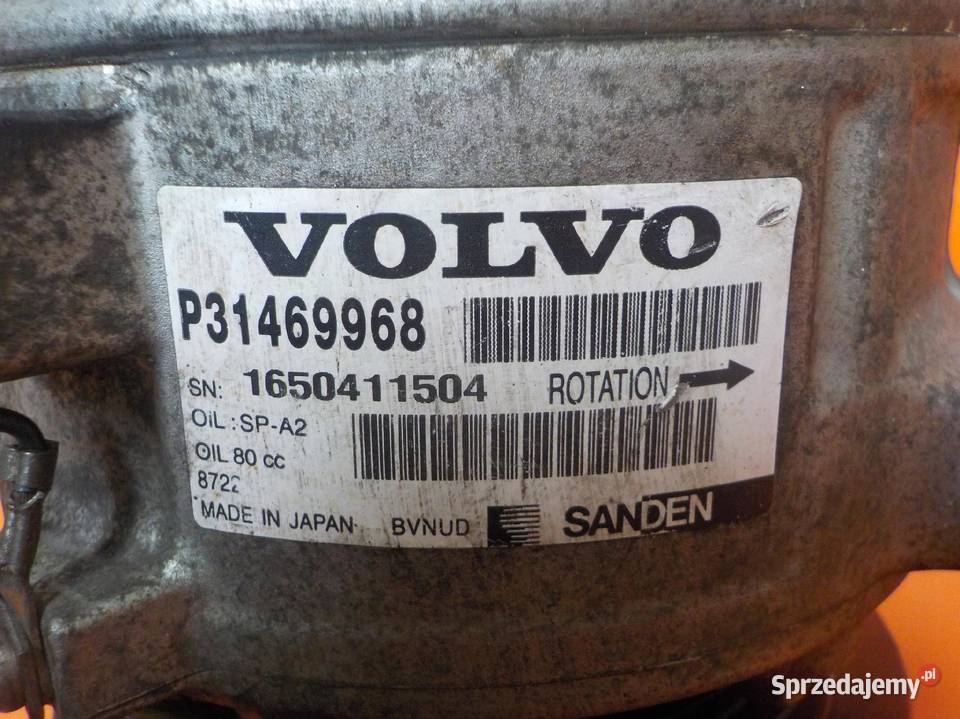 VOLVO
P31469968
SN: 1650411504 ROTATION
OiL : SP-A2
OIL 80 cc
8722
MADE IN JAPAN BVNUD SANDEN
Sprzedajemy.pl